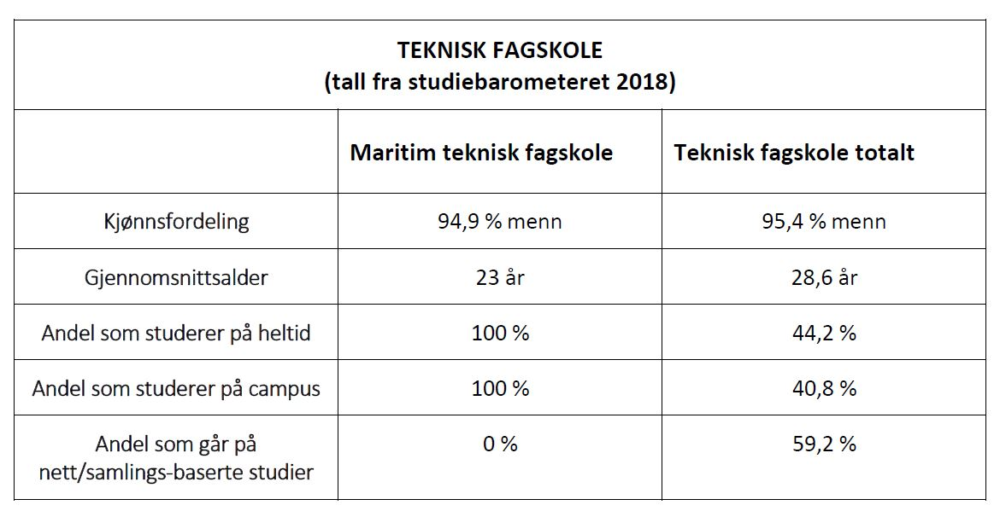 TEKNISK FAGSKOLE
(tall fra studiebarometeret 2018)
Maritim teknisk fagskole Teknisk fagskole totalt
Kjønnsfordeling 94,9 % menn 95,4 % menn
Gjennomsnittsalder 23 år 28,6 år
Andel som studerer på heltid 100 % 44,2 %
Andel som studerer på campus 100 % 40,8 %
Andel som går på 0 % 59,2 %
nett/samlings-baserte studier